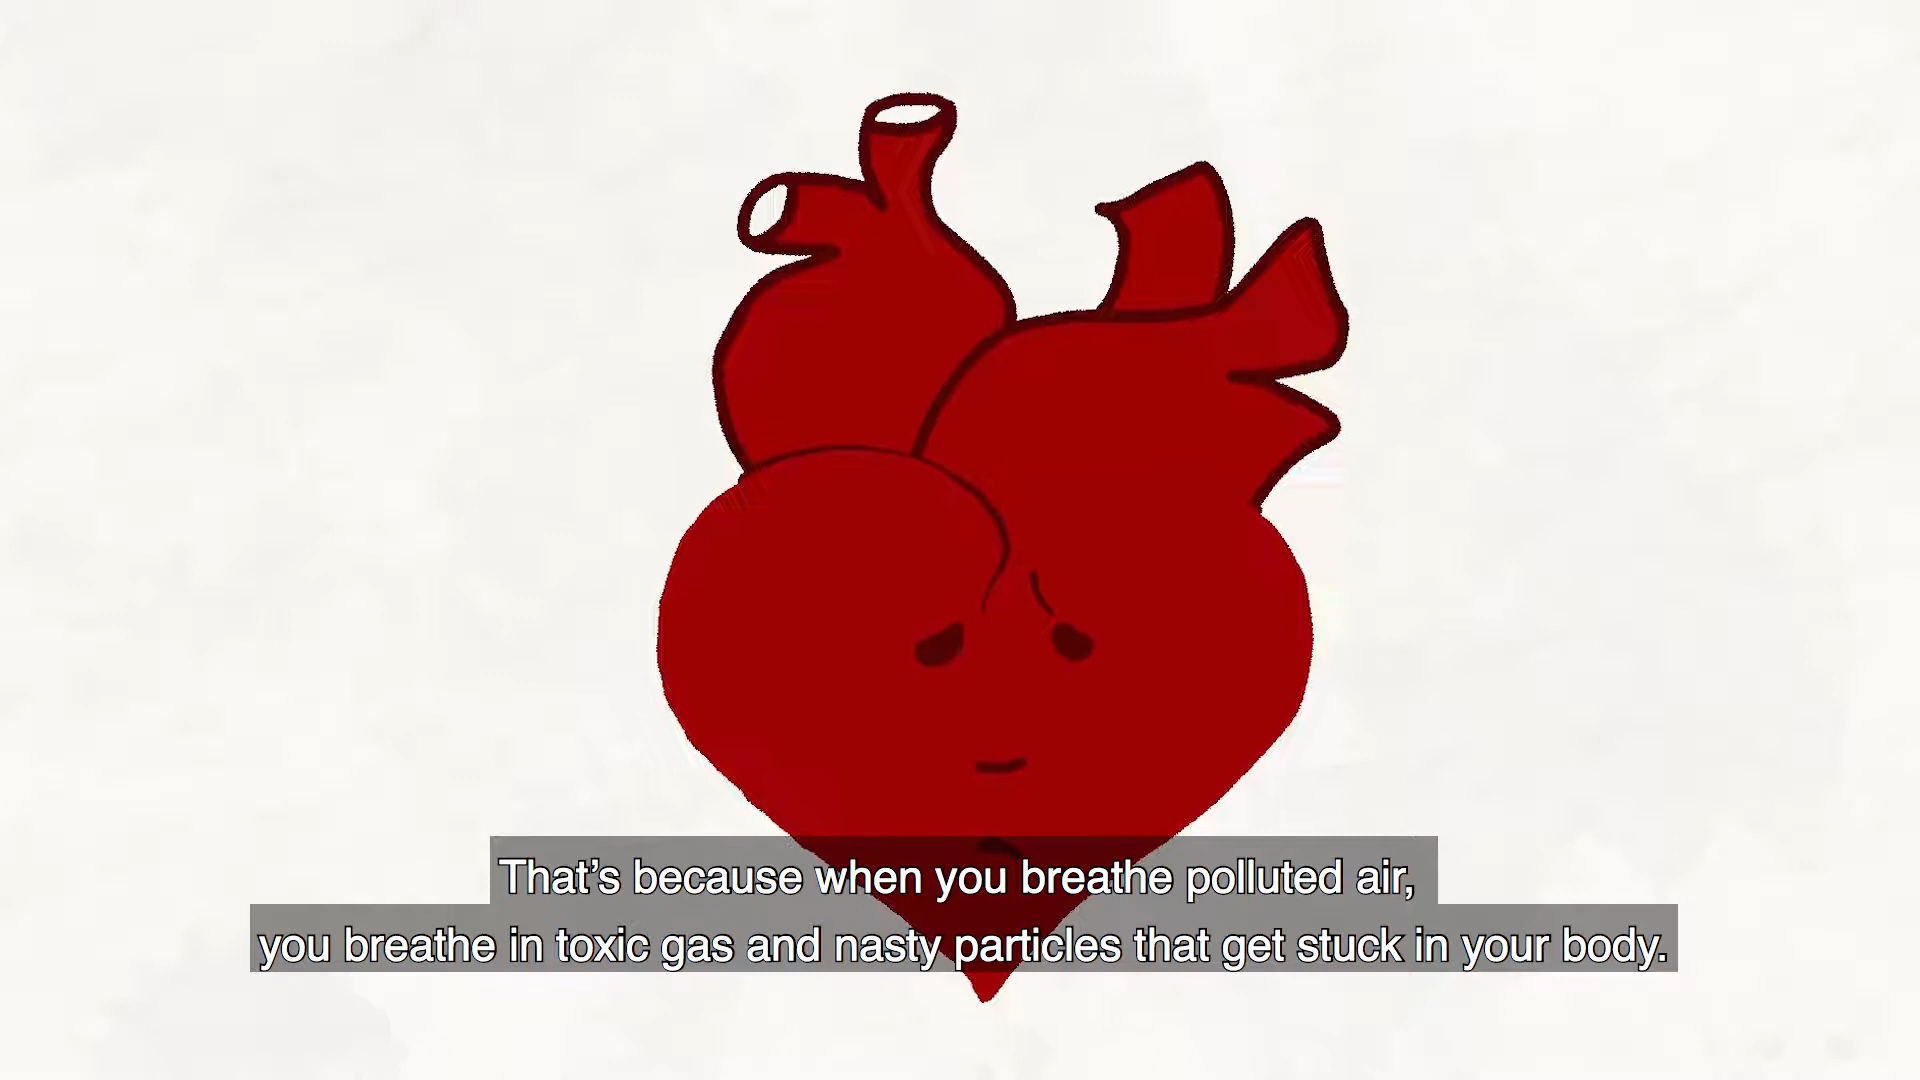 That’s because when you breathe polluted air,
you breathe in toxic gas and nasty particles that get stuck in your body.